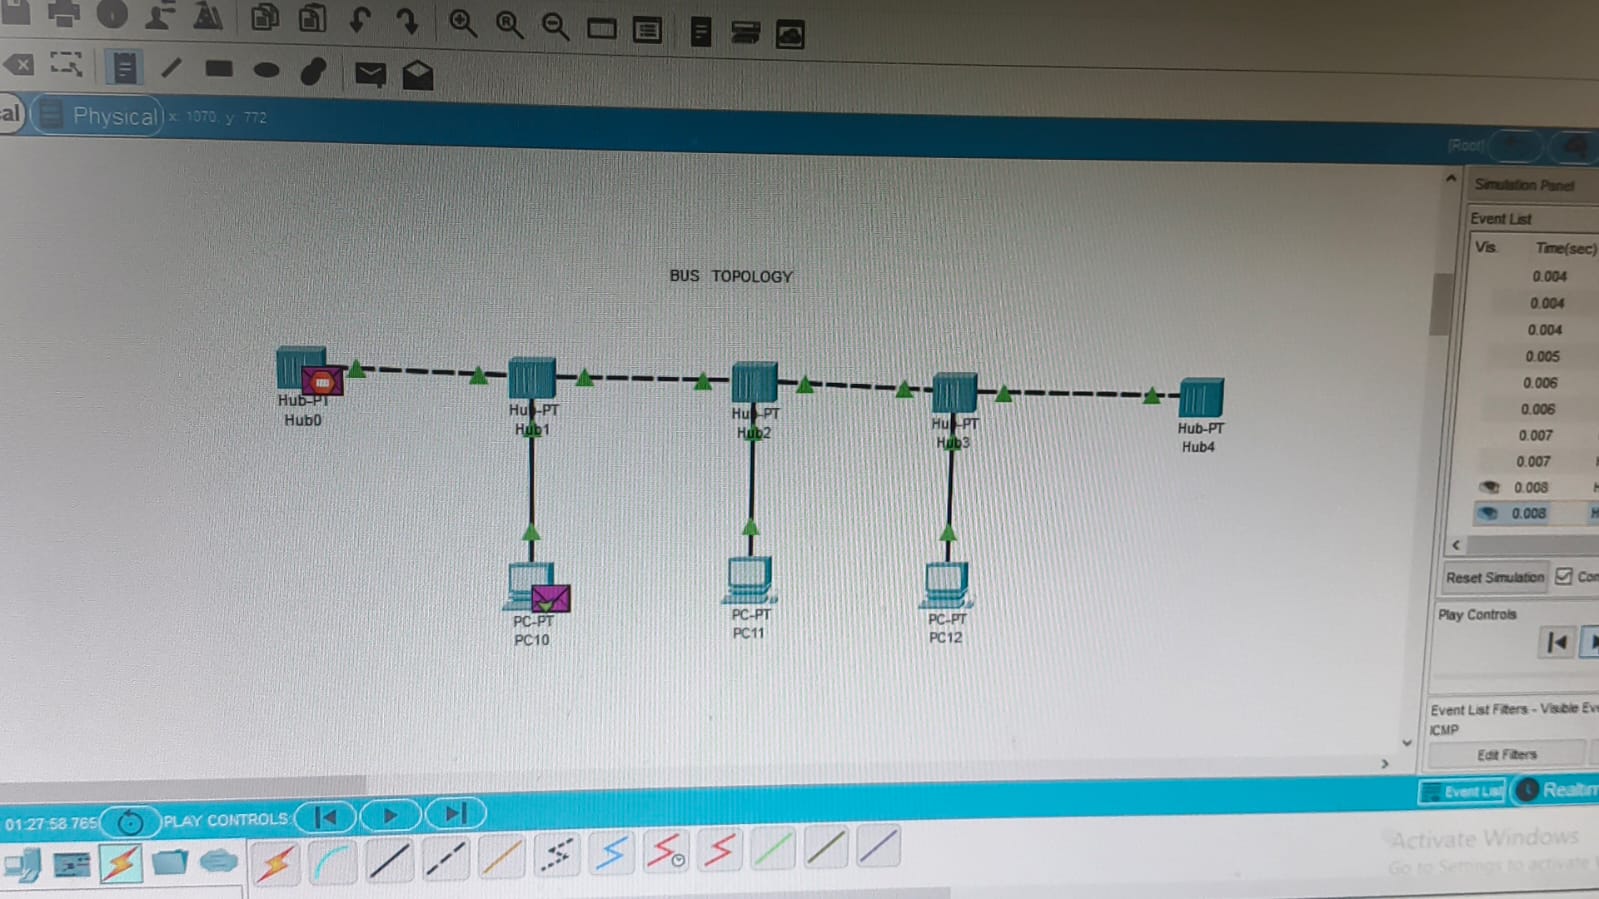 al
Physical x: 1070, y: 772
[Root]
Simulation Panel
Event List
Vis. Time(sec)
0.004
0.004
0.004
0.005
0.006
0.006
0.007
0.007
0.008 H
0.008 H
BUS TOPOLOGY
Hub-PT
Hub0
Hub-PT
Hub1
Hub-PT
Hub2
Hub-PT
Hub3
Hub-PT
Hub4
PC-PT
PC10
PC-PT
PC11
PC-PT
PC12
Reset Simulation Con
Play Controls
Event List Filters - Visible Eve
ICMP
Edit Filters
Event List Realtim
01:27:58.765 PLAY CONTROLS:
Activate Windows
Go to Settings to activate